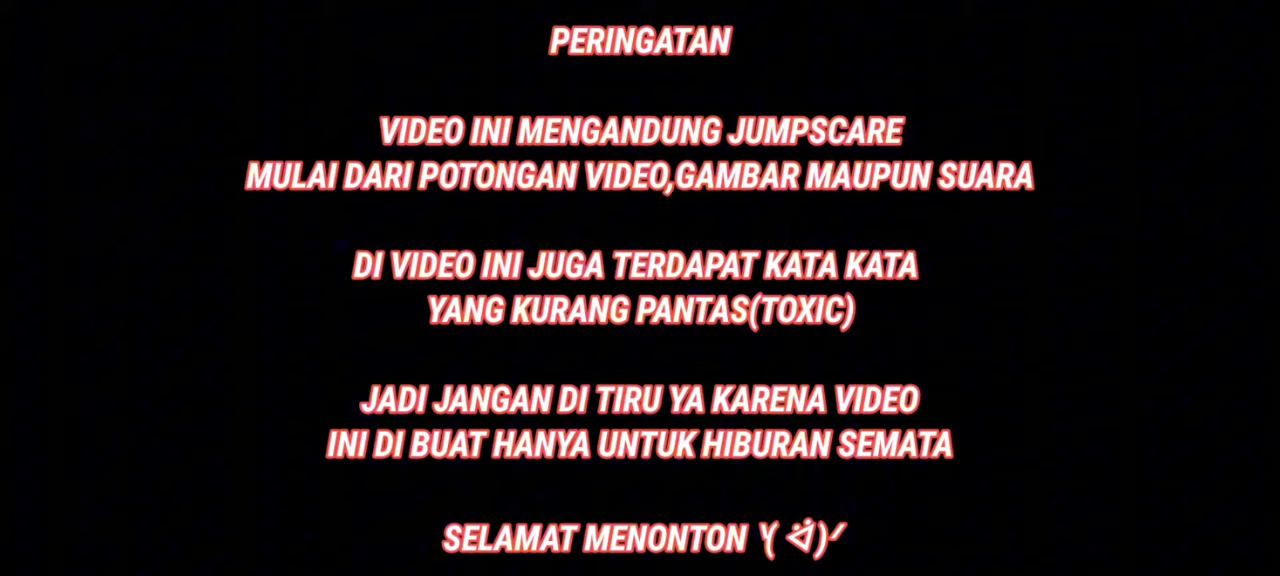 PERINGATAN
VIDEO INI MENGANDUNG JUMPSCARE
MULAI DARI POTONGAN VIDEO,GAMBAR MAUPUN SUARA
DI VIDEO INI JUGA TERDAPAT KATA KATA
YANG KURANG PANTAS(TOXIC)
JADI JANGAN DI TIRU YA KARENA VIDEO
INI DI BUAT HANYA UNTUK HIBURAN SEMATA
SELAMAT MENONTON